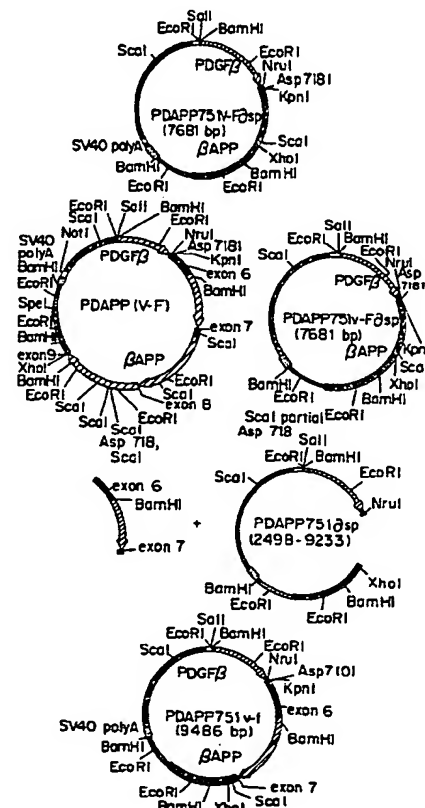 SalI
EcoRI BamHI
ScaI EcoRI
PDGFβ NruI
Asp 7181
KpnI
PDAPP751V-F∂sp
(7681 bp)
ScaI
SV40 polyA XhoI
βAPP
BamHI BamHI
EcoRI EcoRI
EcoRI SalI BamHI
ScaI EcoRI
NotI NruI
SV40 Asp 7181
polyA PDGFβ KpnI
BamHI exon 6
EcoRI BamHI
SpeI PDAPP (V-F)
EcoRI exon 7
BamHI ScaI
exon9 βAPP
XhoI
BamHI EcoRI
EcoRI ScaI
ScaI exon 8
ScaI EcoRI
ScaI
Asp 718,
ScaI
SalI
EcoRI BamHI
ScaI EcoRI
NruI
PDGFβ Asp
7181
PDAPP751v-F∂sp
(7681 bp)
βAPP Kpn
Sca
XhoI
BamHI BamHI
EcoRI EcoRI
ScaI partial
Asp 718
exon 6
BamHI
exon 7
+
SalI
EcoRI BamHI
ScaI EcoRI
NruI
PDAPP751∂sp
(2498-9233)
XhoI
BamHI BamHI
EcoRI EcoRI
SalI
EcoRI BamHI
ScaI EcoRI
NruI
PDGFβ Asp7101
KpnI
exon 6
PDAPP751v-f
(9486 bp)
SV40 polyA BamHI
BamHI βAPP
EcoRI
exon 7
EcoRI ScaI
BamHI XhoI